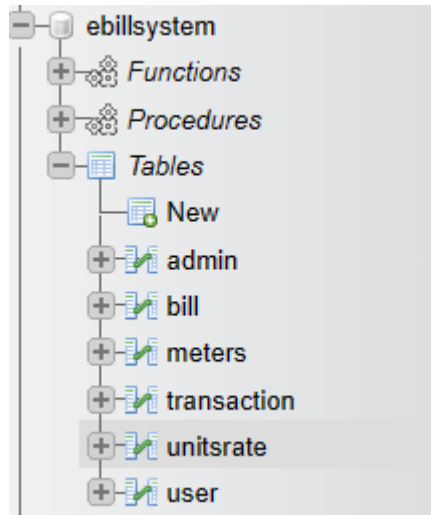 ebillsystem
Functions
Procedures
Tables
New
admin
bill
meters
transaction
unitsrate
user